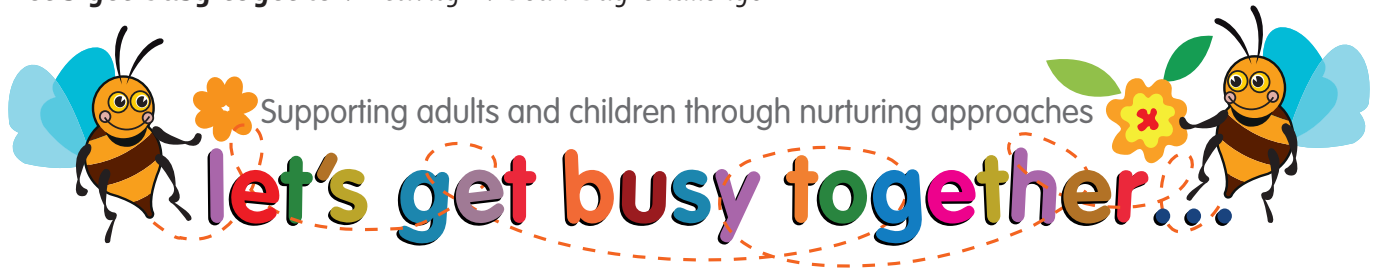 Supporting adults and children through nurturing approaches
let's get busy together...